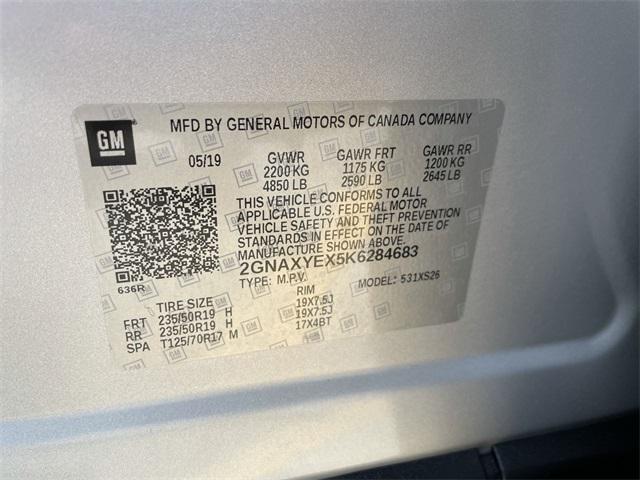 GM
MFD BY GENERAL MOTORS OF CANADA COMPANY
05/19 GVWR GAWR FRT GAWR RR
2200 KG 1175 KG 1200 KG
4850 LB 2590 LB 2645 LB
THIS VEHICLE CONFORMS TO ALL
APPLICABLE U.S. FEDERAL MOTOR
VEHICLE SAFETY AND THEFT PREVENTION
STANDARDS IN EFFECT ON THE DATE OF
MANUFACTURE SHOWN ABOVE.
2GNAXYEX5K6284683
636R TYPE: M.P.V. MODEL: 531XS26
TIRE SIZE RIM
FRT 235/50R19 H 19X7.5J
RR 235/50R19 H 19X7.5J
SPA T125/70R17 M 17X4BT